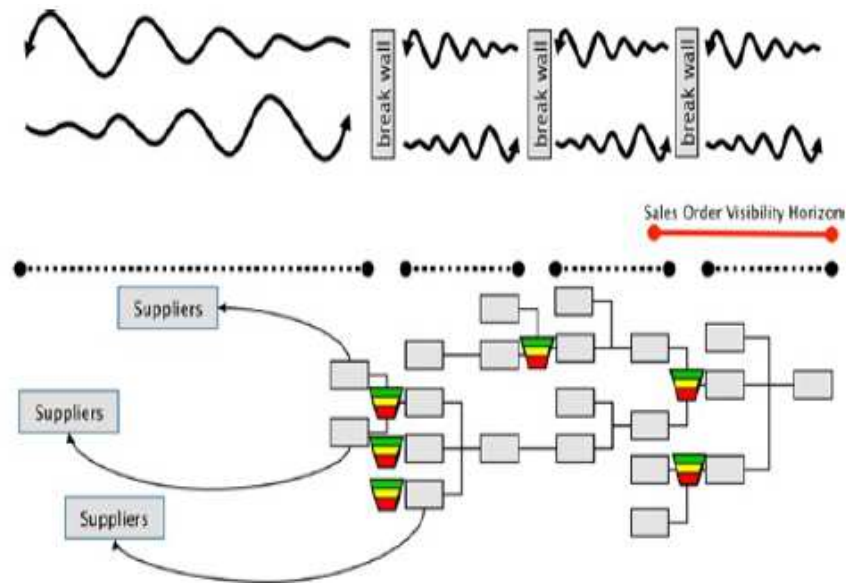 break wall
break wall
break wall
Sales Order Visibility Horizon
Suppliers
Suppliers
Suppliers